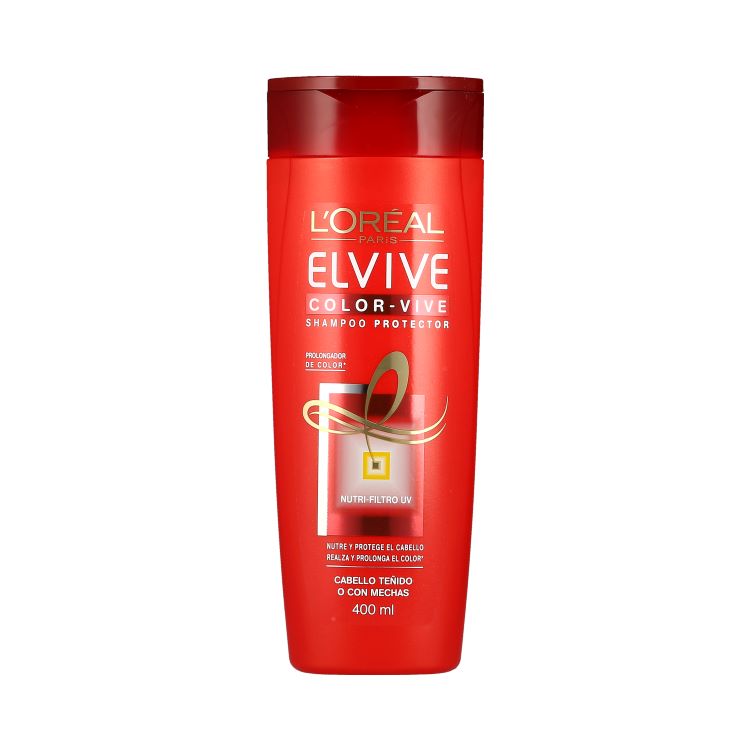 L'ORÉAL
PARIS
ELVIVE
COLOR-VIVE
SHAMPOO PROTECTOR
PROLONGADOR
DE COLOR*
NUTRI-FILTRO UV
NUTRE Y PROTEGE EL CABELLO
REALZA Y PROLONGA EL COLOR*
CABELLO TEÑIDO
O CON MECHAS
400 ml